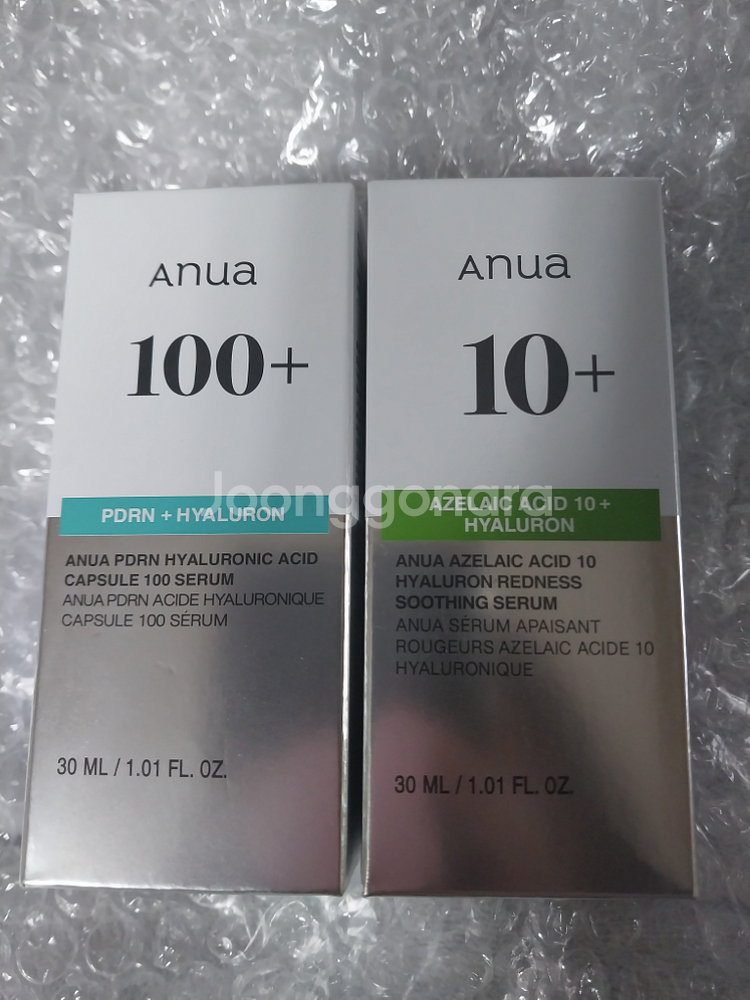 Anua
100+
PDRN + HYALURON
ANUA PDRN HYALURONIC ACID
CAPSULE 100 SERUM
ANUA PDRN ACIDE HYALURONIQUE
CAPSULE 100 SÉRUM
30 ML / 1.01 FL. OZ.
Anua
10+
AZELAIC ACID 10+
HYALURON
ANUA AZELAIC ACID 10
HYALURON REDNESS
SOOTHING SERUM
ANUA SÉRUM APAISANT
ROUGEURS AZELAIC ACIDE 10
HYALURONIQUE
30 ML / 1.01 FL. OZ.
Joonggonara